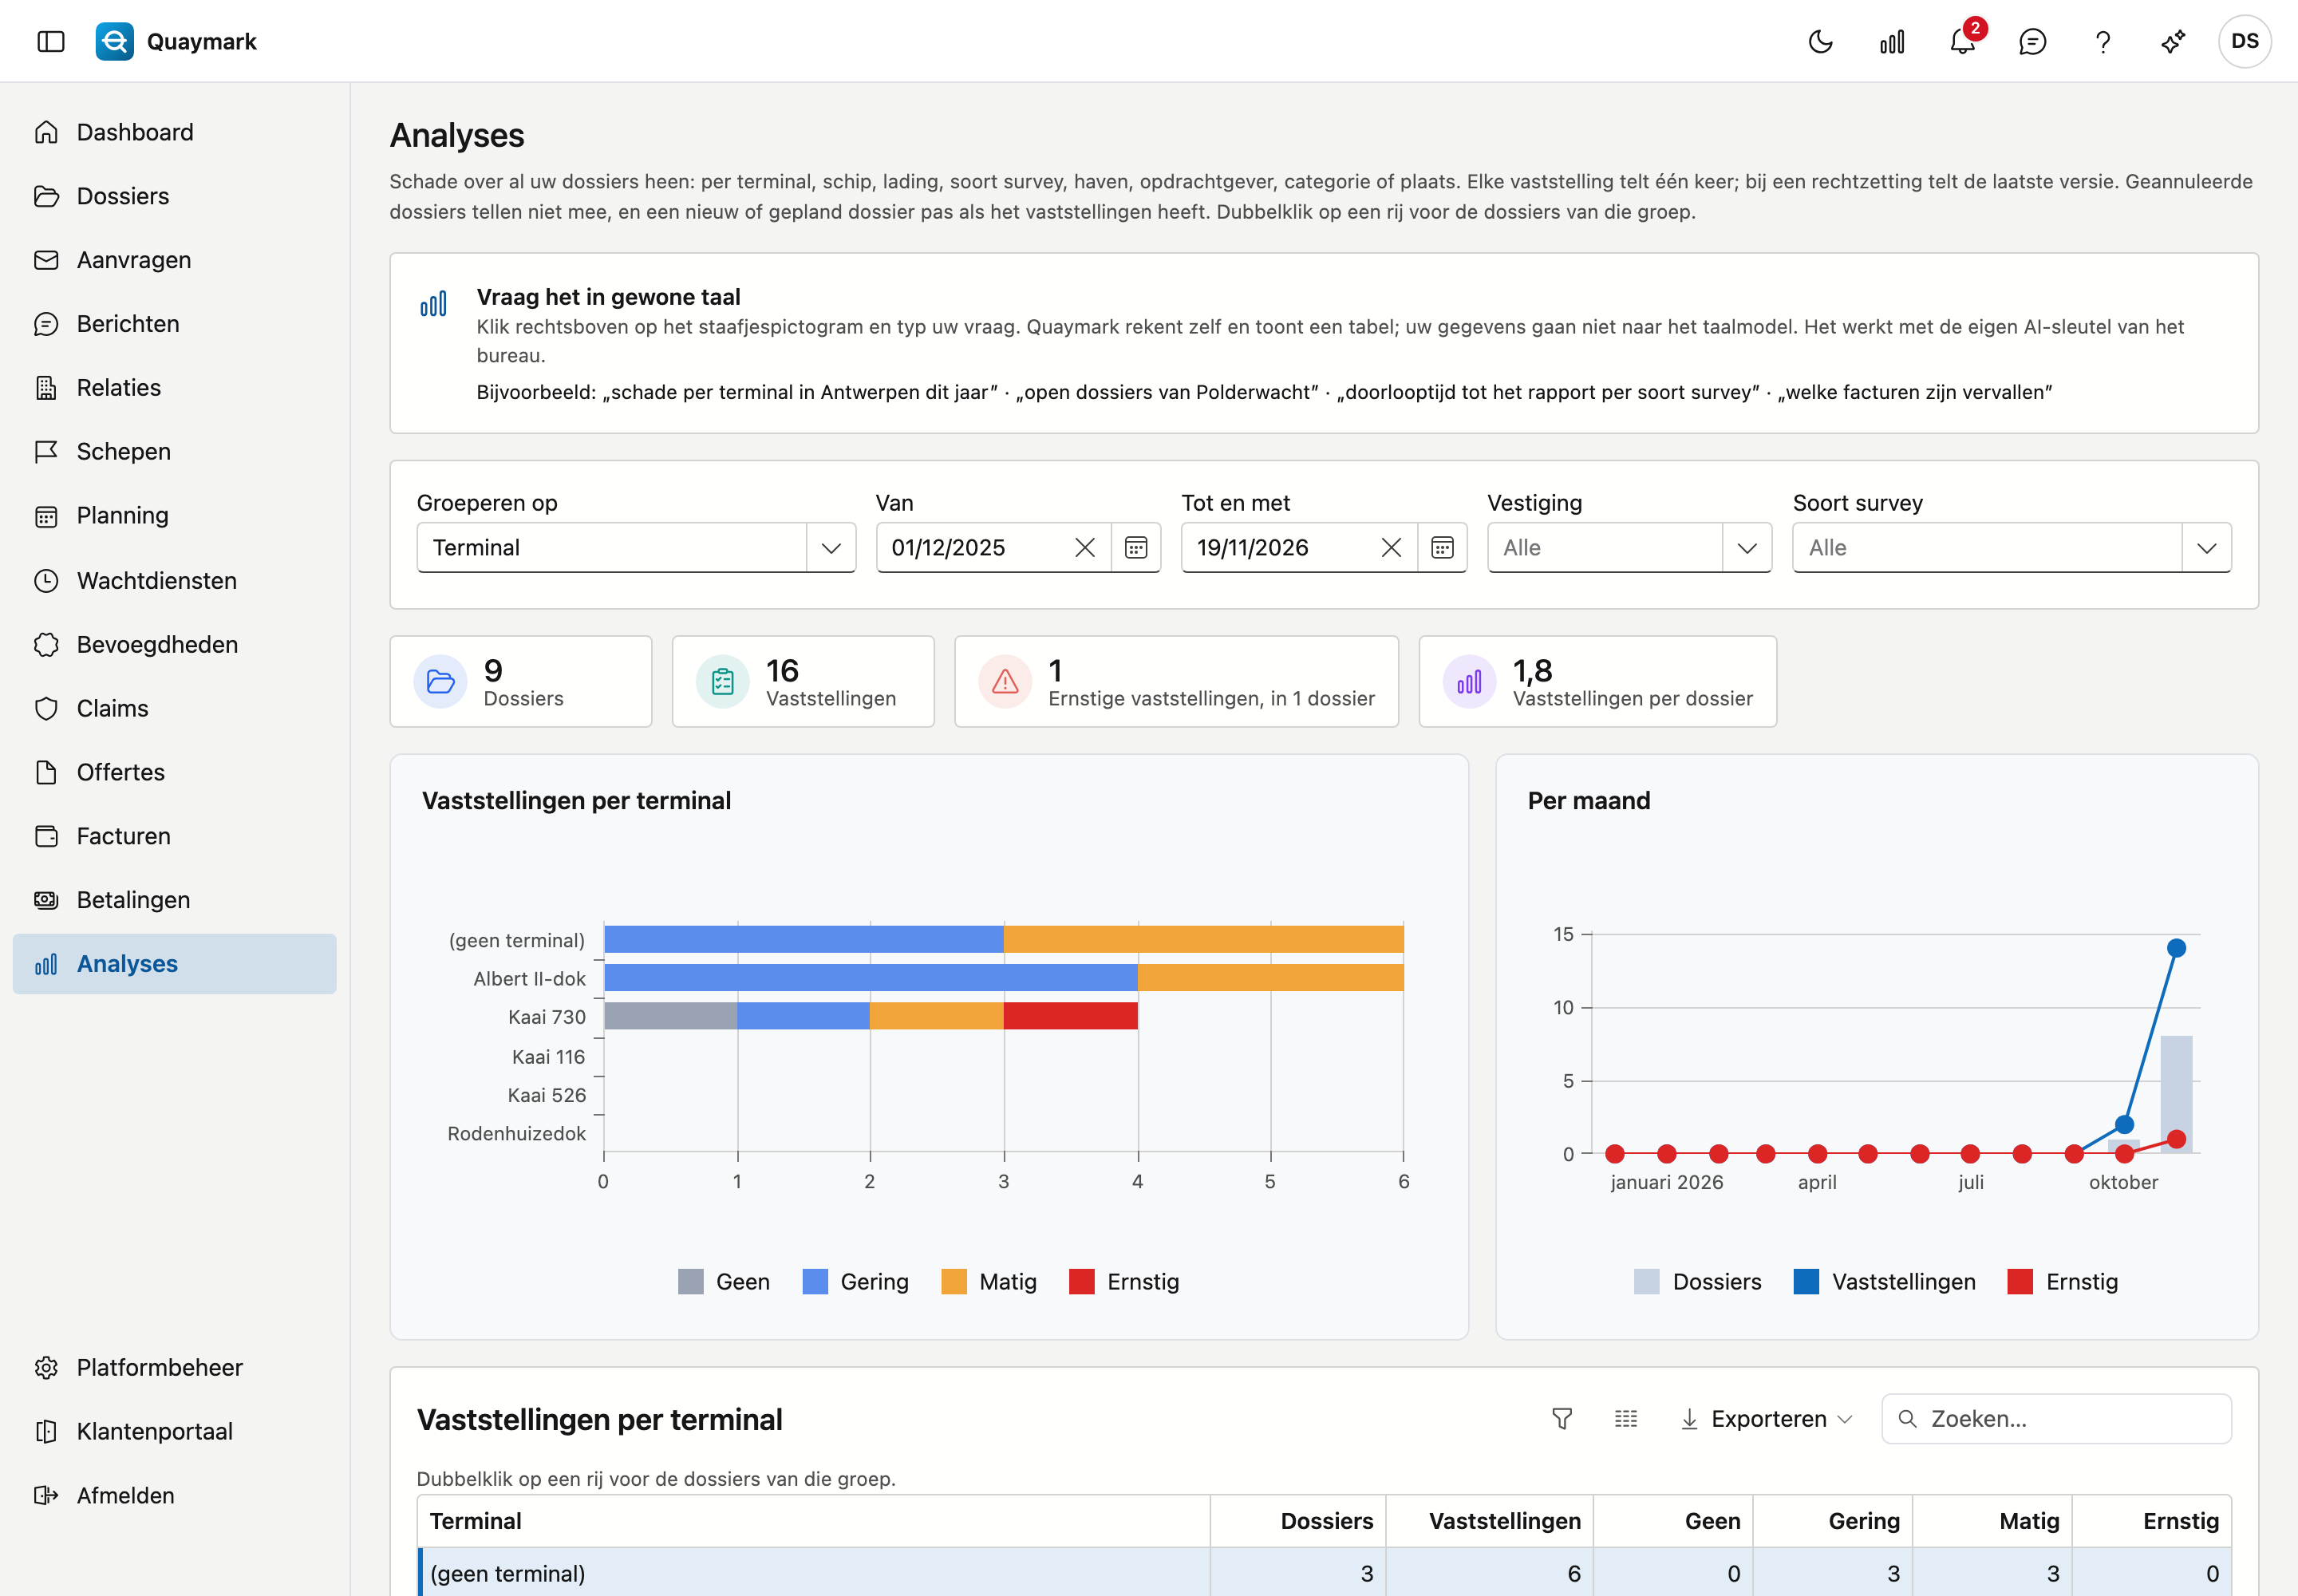 Quaymark
2
DS
Dashboard
Dossiers
Aanvragen
Berichten
Relaties
Schepen
Planning
Wachtdiensten
Bevoegdheden
Claims
Offertes
Facturen
Betalingen
Analyses
Platformbeheer
Klantenportaal
Afmelden
Analyses
Schade over al uw dossiers heen: per terminal, schip, lading, soort survey, haven, opdrachtgever, categorie of plaats. Elke vaststelling telt één keer; bij een rechtzetting telt de laatste versie. Geannuleerde
dossiers tellen niet mee, en een nieuw of gepland dossier pas als het vaststellingen heeft. Dubbelklik op een rij voor de dossiers van die groep.
Vraag het in gewone taal
Klik rechtsboven op het staafjespictogram en typ uw vraag. Quaymark rekent zelf en toont een tabel; uw gegevens gaan niet naar het taalmodel. Het werkt met de eigen AI-sleutel van het
bureau.
Bijvoorbeeld: „schade per terminal in Antwerpen dit jaar” · „open dossiers van Polderwacht” · „doorlooptijd tot het rapport per soort survey” · „welke facturen zijn vervallen”
Groeperen op Van Tot en met Vestiging Soort survey
Terminal 01/12/2025 19/11/2026 Alle Alle
9
Dossiers
16
Vaststellingen
1
Ernstige vaststellingen, in 1 dossier
1,8
Vaststellingen per dossier
Vaststellingen per terminal
(geen terminal)
Albert II-dok
Kaai 730
Kaai 116
Kaai 526
Rodenhuizedok
0 1 2 3 4 5 6
Geen Gering Matig Ernstig
Per maand
15
10
5
0
januari 2026 april juli oktober
Dossiers Vaststellingen Ernstig
Vaststellingen per terminal
Exporteren
Zoeken...
Dubbelklik op een rij voor de dossiers van die groep.
Terminal Dossiers Vaststellingen Geen Gering Matig Ernstig
(geen terminal) 3 6 0 3 3 0